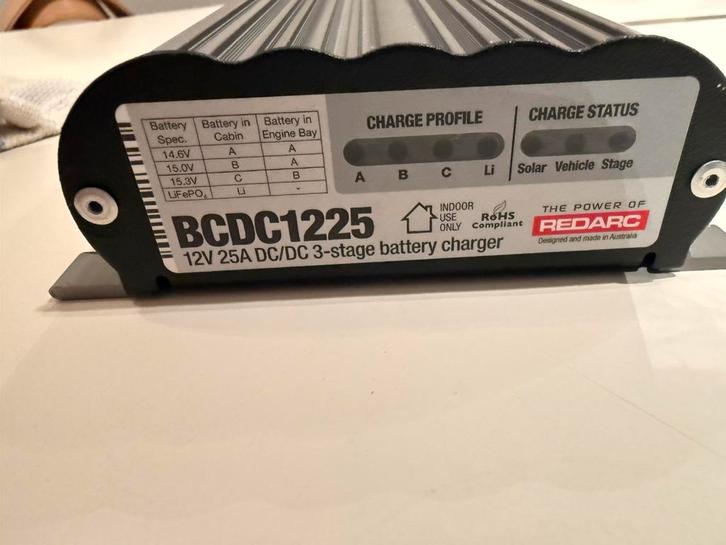 Battery Spec. Battery in Cabin Battery in Engine Bay
14.6V A A
15.0V B A
15.3V C B
LiFePO₄ Li -
CHARGE PROFILE
A B C Li
CHARGE STATUS
Solar Vehicle Stage
BCDC1225
12V 25A DC/DC 3-stage battery charger
INDOOR
USE
ONLY
RoHS
Compliant
THE POWER OF
REDARC
Designed and made in Australia